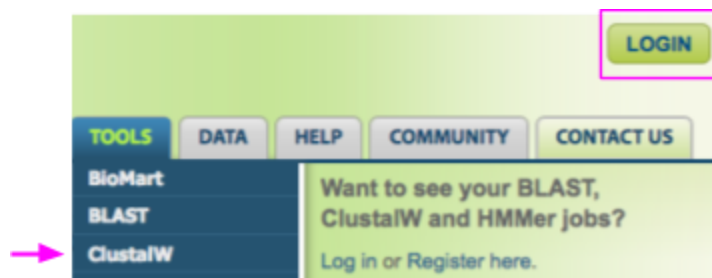 LOGIN
TOOLS DATA HELP COMMUNITY CONTACT US
BioMart
BLAST
ClustalW
Want to see your BLAST,
ClustalW and HMMer jobs?
Log in or Register here.